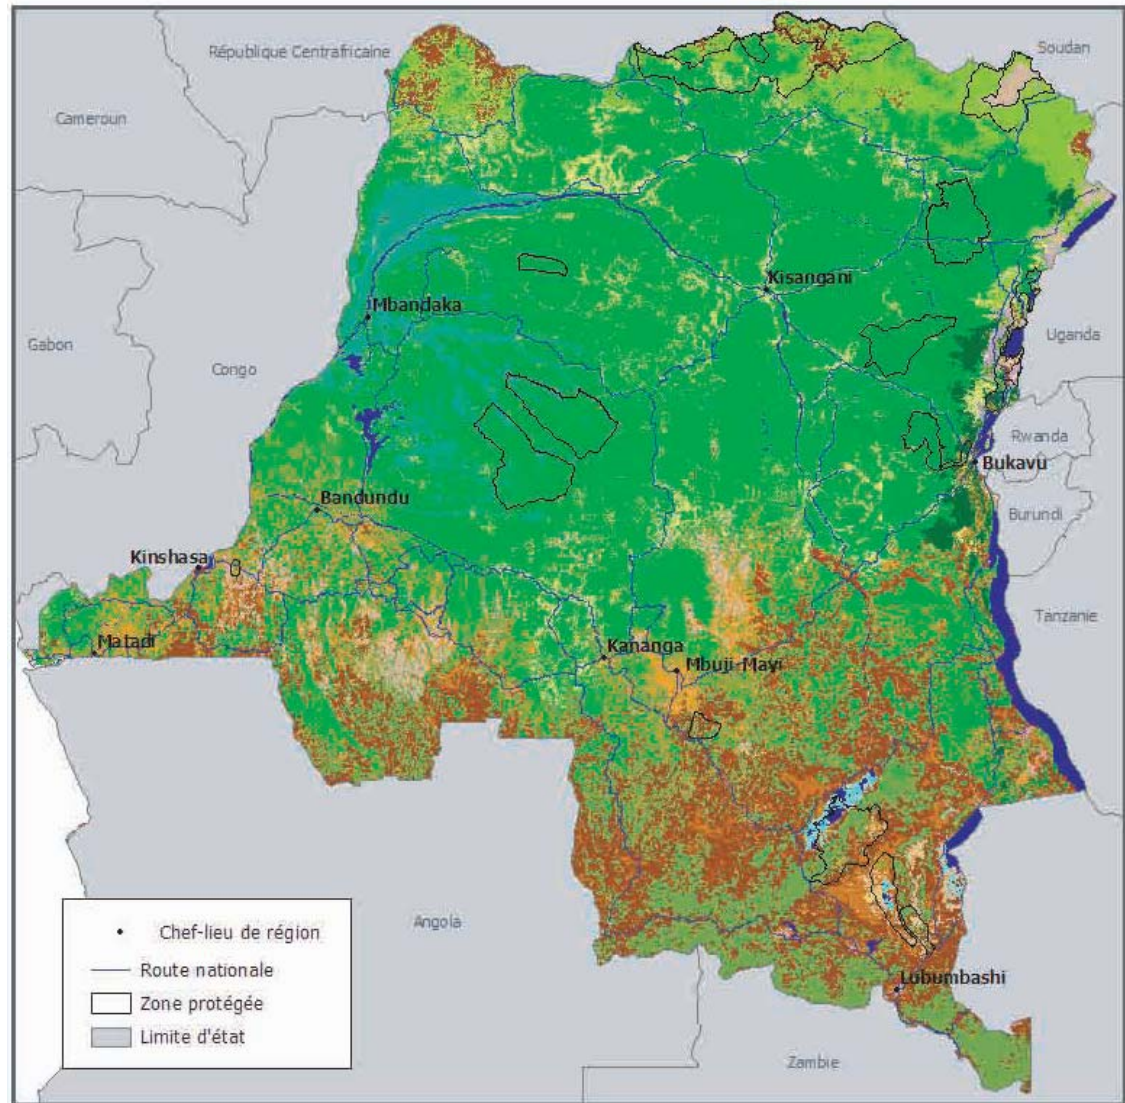 République Centraficaine
Soudan
Cameroun
Kisangani
Mbandaka
Uganda
Gabon
Congo
Rwanda
Bukavu
Bandundu
Burundi
Kinshasa
Tanzanie
Matadi
Kananga
Mbuji-Mayi
Angola
Chef-lieu de région
Route nationale
Zone protégée
Limite d'état
Lubumbashi
Zambie